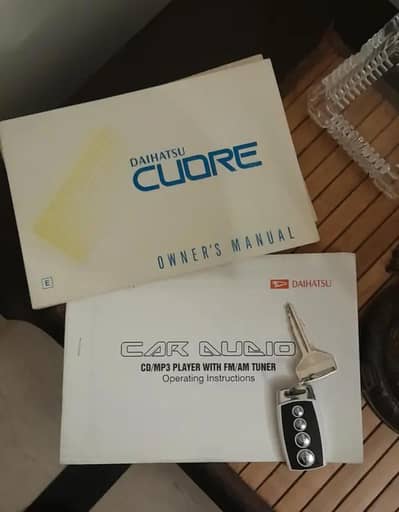 DAIHATSU
CUORE
OWNER'S MANUAL
E
DAIHATSU
CAR AUDIO
CD/MP3 PLAYER WITH FM/AM TUNER
Operating Instructions